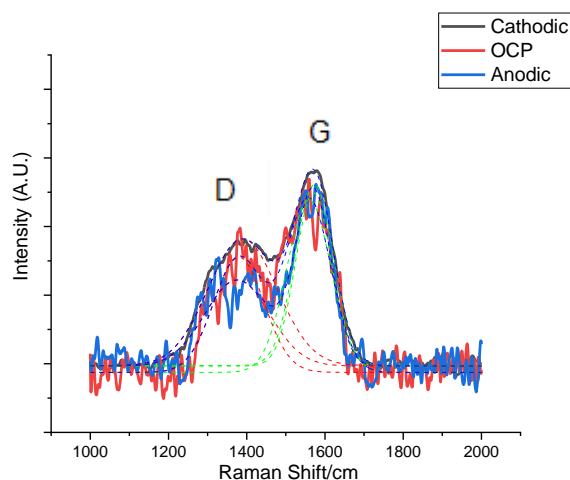 Cathodic
OCP
Anodic
G
D
Intensity (A.U.)
1000 1200 1400 1600 1800 2000
Raman Shift/cm